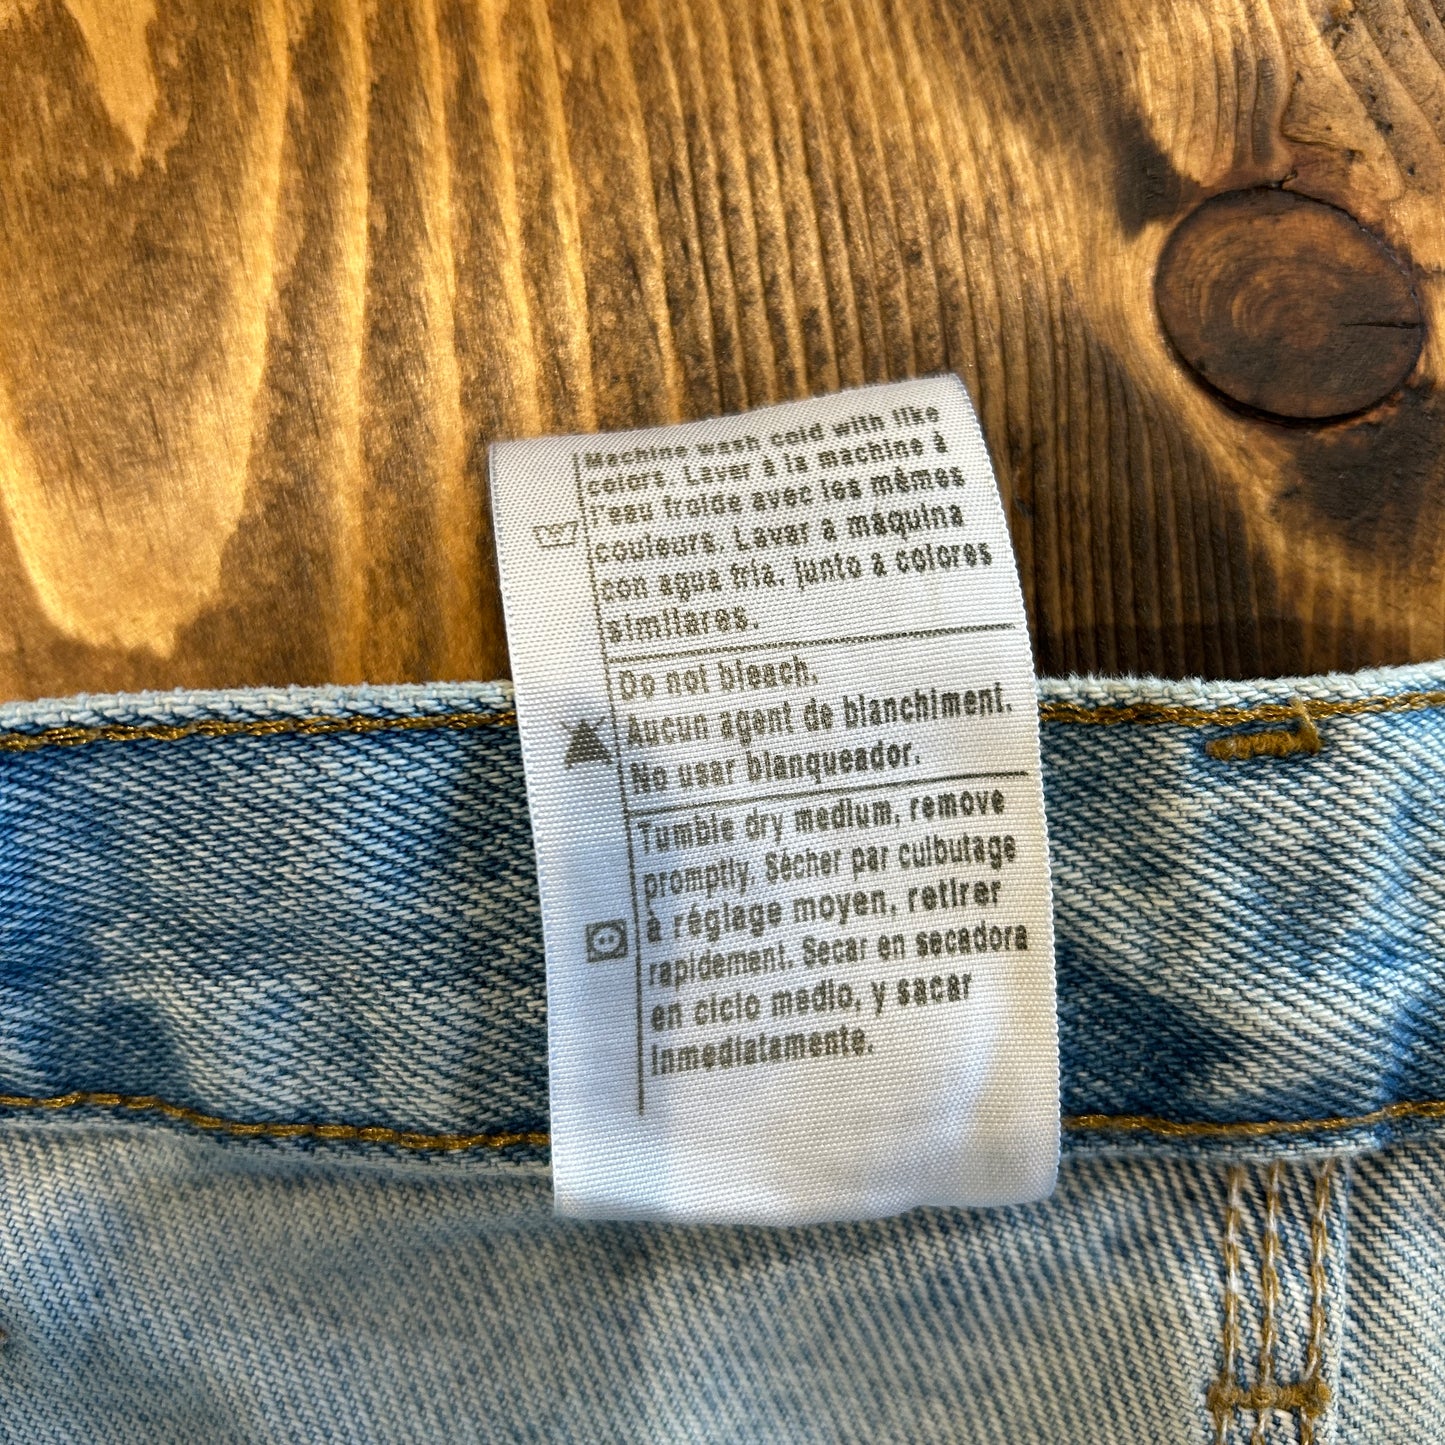 Machine wash cold with like
colors. Laver à la machine à
l'eau froide avec les mêmes
couleurs. Lavar a maquina
con agua fria, junto a colores
similares.
Do not bleach.
Aucun agent de blanchiment.
No usar blanqueador.
Tumble dry medium, remove
promptly. Sécher par culbutage
à réglage moyen, retirer
rapidement. Secar en secadora
en ciclo medio, y sacar
inmediatamente.